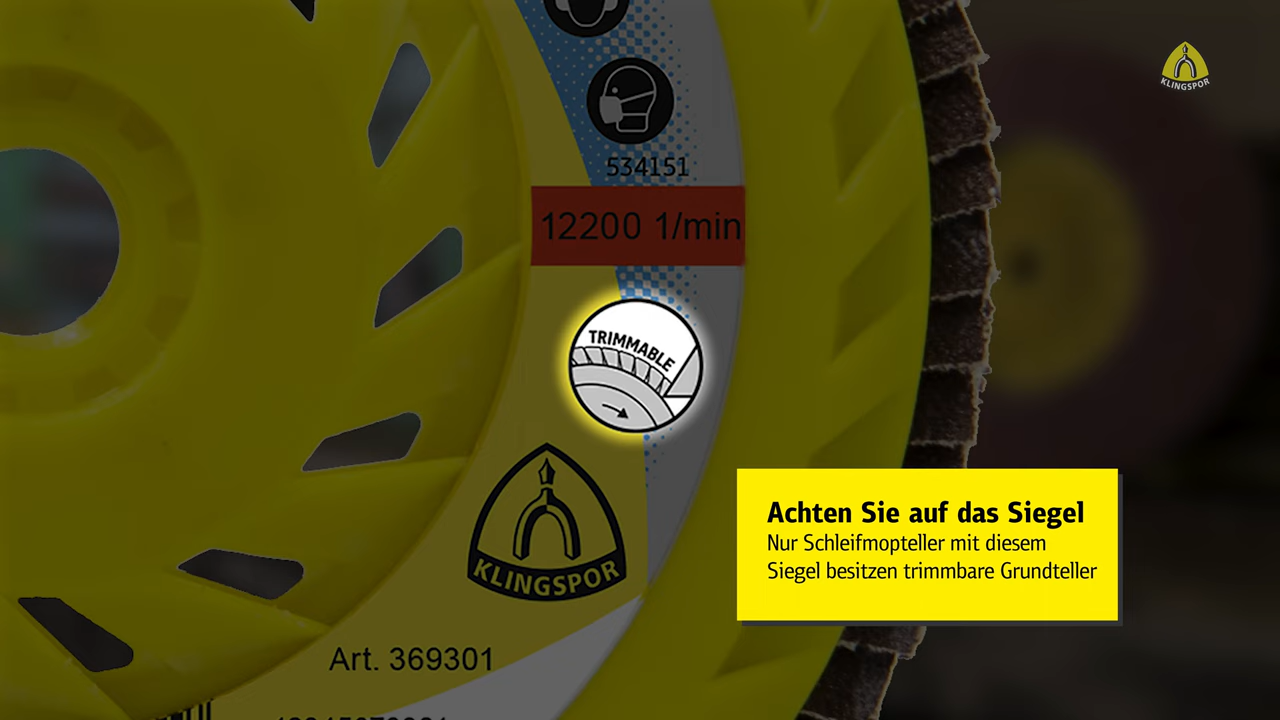 KLINGSPOR
534151
12200 1/min
TRIMMABLE
KLINGSPOR
Achten Sie auf das Siegel
Nur Schleifmopteller mit diesem
Siegel besitzen trimmbare Grundteller
Art. 369301